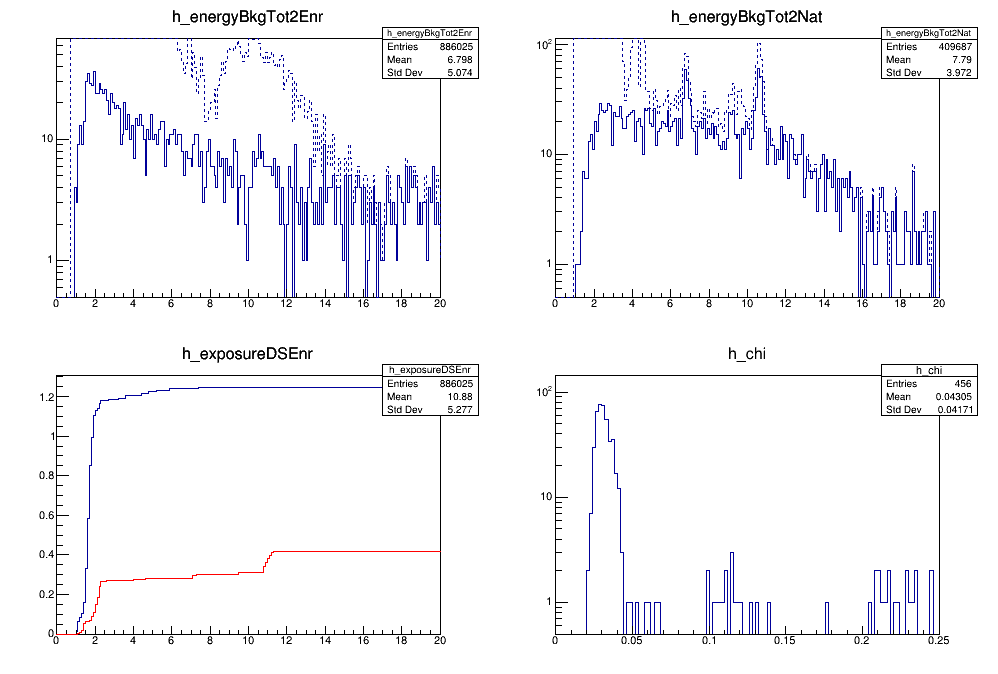 h_energyBkgTot2Enr
h_energyBkgTot2Enr
Entries 886025
Mean 6.798
Std Dev 5.074
10
1
0 2 4 6 8 10 12 14 16 18 20
h_energyBkgTot2Nat
h_energyBkgTot2Nat
Entries 409687
Mean 7.79
Std Dev 3.972
10²
10
1
0 2 4 6 8 10 12 14 16 18 20
h_exposureDSEnr
h_exposureDSEnr
Entries 886025
Mean 10.88
Std Dev 5.277
1.2
1
0.8
0.6
0.4
0.2
0
0 2 4 6 8 10 12 14 16 18 20
h_chi
h_chi
Entries 456
Mean 0.04305
Std Dev 0.04171
10²
10
1
0 0.05 0.1 0.15 0.2 0.25